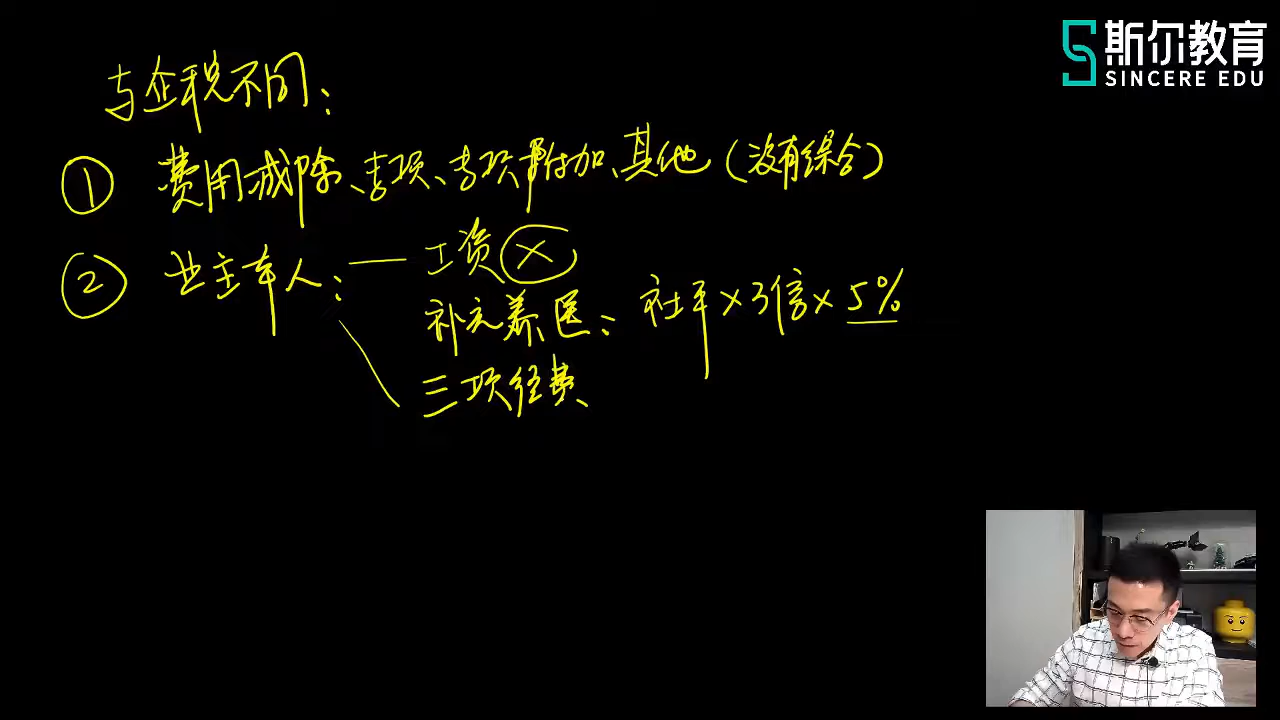 斯尔教育
SINCERE EDU
与企税不同：
① 费用减除、专项、专项附加、其他（没有综合）
② 业主本人： 工资 ×
补充养、医： 社平×3倍×5%
三项经费